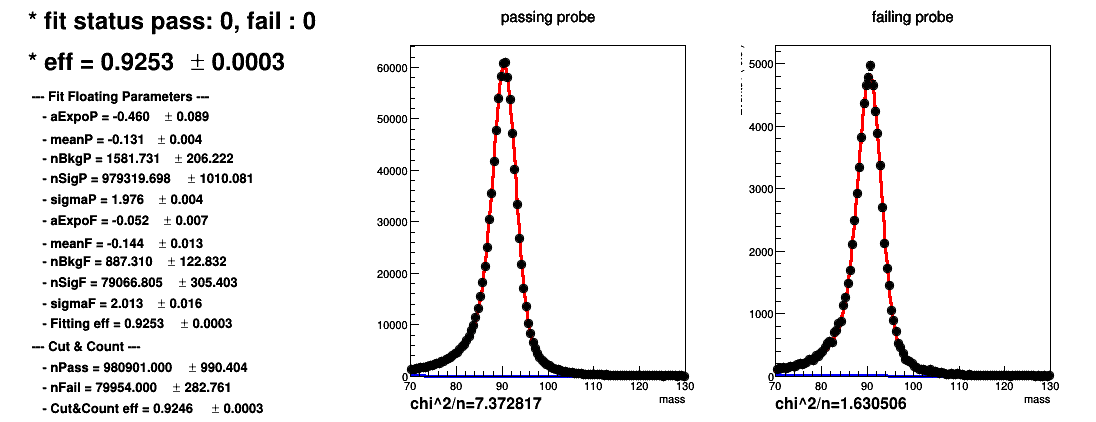 * fit status pass: 0, fail : 0
* eff = 0.9253 ± 0.0003
--- Fit Floating Parameters ---
- aExpoP = -0.460 ± 0.089
- meanP = -0.131 ± 0.004
- nBkgP = 1581.731 ± 206.222
- nSigP = 979319.698 ± 1010.081
- sigmaP = 1.976 ± 0.004
- aExpoF = -0.052 ± 0.007
- meanF = -0.144 ± 0.013
- nBkgF = 887.310 ± 122.832
- nSigF = 79066.805 ± 305.403
- sigmaF = 2.013 ± 0.016
- Fitting eff = 0.9253 ± 0.0003
--- Cut & Count ---
- nPass = 980901.000 ± 990.404
- nFail = 79954.000 ± 282.761
- Cut&Count eff = 0.9246 ± 0.0003
passing probe
60000
50000
40000
30000
20000
10000
0
70 80 90 100 110 120 130
mass
chi^2/n=7.372817
failing probe
5000
4000
3000
2000
1000
0
70 80 90 100 110 120 130
mass
chi^2/n=1.630506